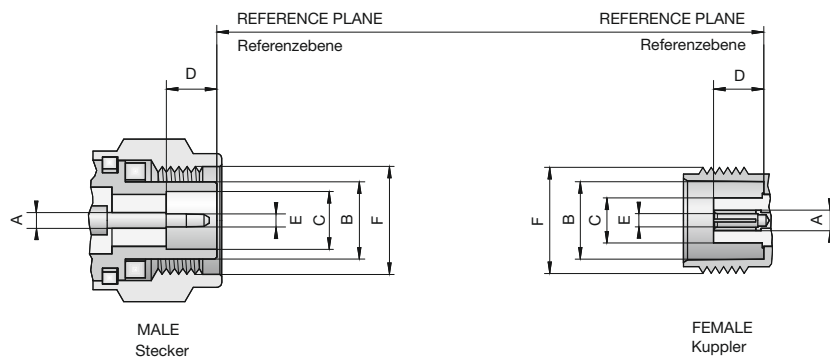 REFERENCE PLANE
Referenzebene
REFERENCE PLANE
Referenzebene
D
D
A
E
C
B
F
F
B
C
E
A
MALE
Stecker
FEMALE
Kuppler